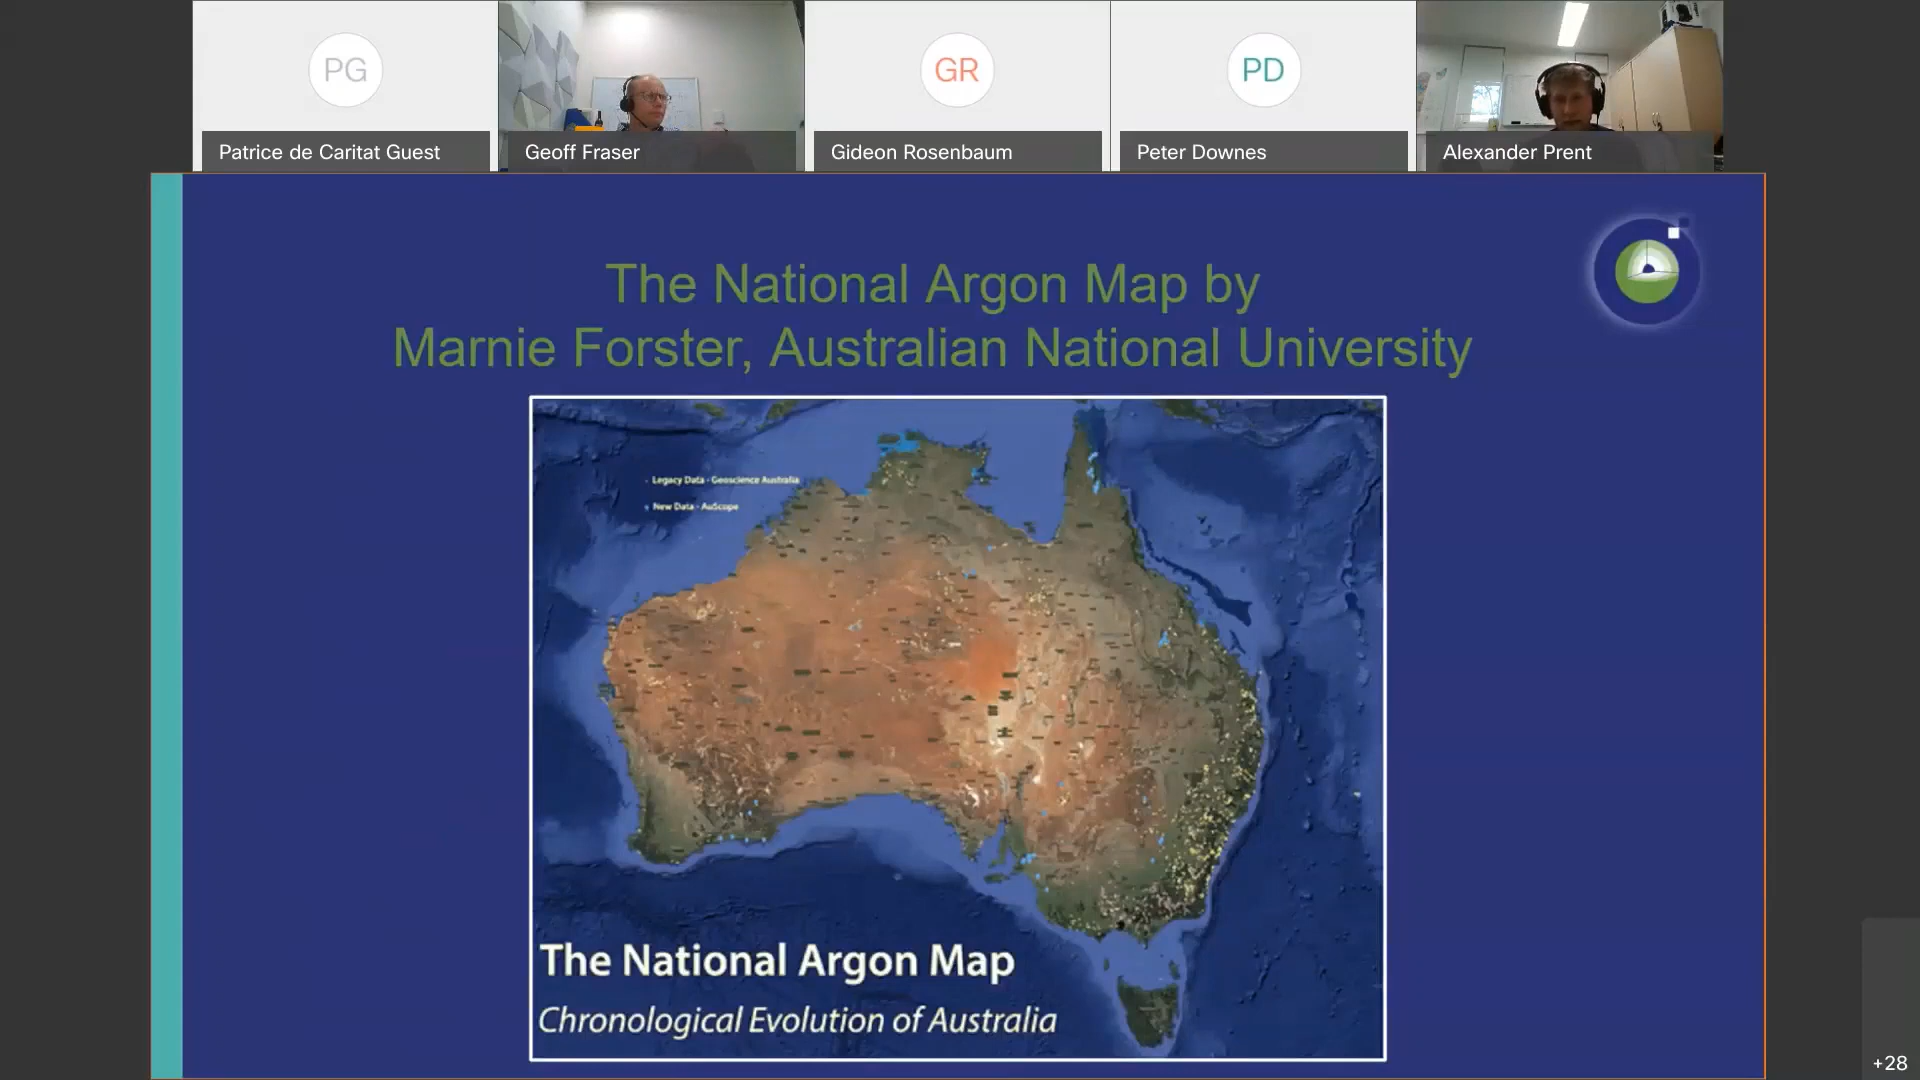 PG
GR
PD
Patrice de Caritat Guest
Geoff Fraser
Gideon Rosenbaum
Peter Downes
Alexander Prent
The National Argon Map by
Marnie Forster, Australian National University
Legacy Data - Geoscience Australia
New Data - AuScope
The National Argon Map
Chronological Evolution of Australia
+28